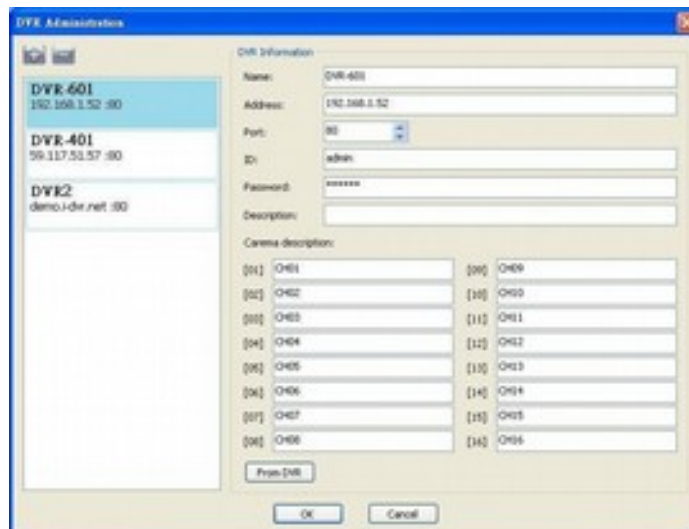 DVR Administration
DVR-601
192.168.1.52 :80
DVR-401
59.117.51.57 :80
DVR2
demo.i-dvr.net :80
DVR Information
Name: DVR-601
Address: 192.168.1.52
Port: 80
ID: admin
Password: ******
Description:
Carema description:
[01] CH01 [09] CH09
[02] CH02 [10] CH10
[03] CH03 [11] CH11
[04] CH04 [12] CH12
[05] CH05 [13] CH13
[06] CH06 [14] CH14
[07] CH07 [15] CH15
[08] CH08 [16] CH16
From DVR
OK Cancel